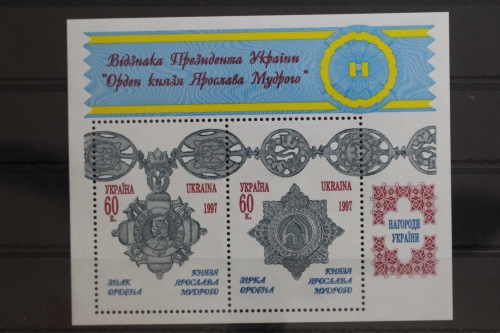 Відзнака Президента України
"Орден князя Ярослава Мудрого"
УКРАЇНА UKRAINA
60 к. 1997
ЗНАК ОРДЕНА
КНЯЗЯ ЯРОСЛАВА МУДРОГО
УКРАЇНА UKRAINA
60 к. 1997
ЗІРКА ОРДЕНА
КНЯЗЯ ЯРОСЛАВА МУДРОГО
НАГОРОДИ
УКРАЇНИ